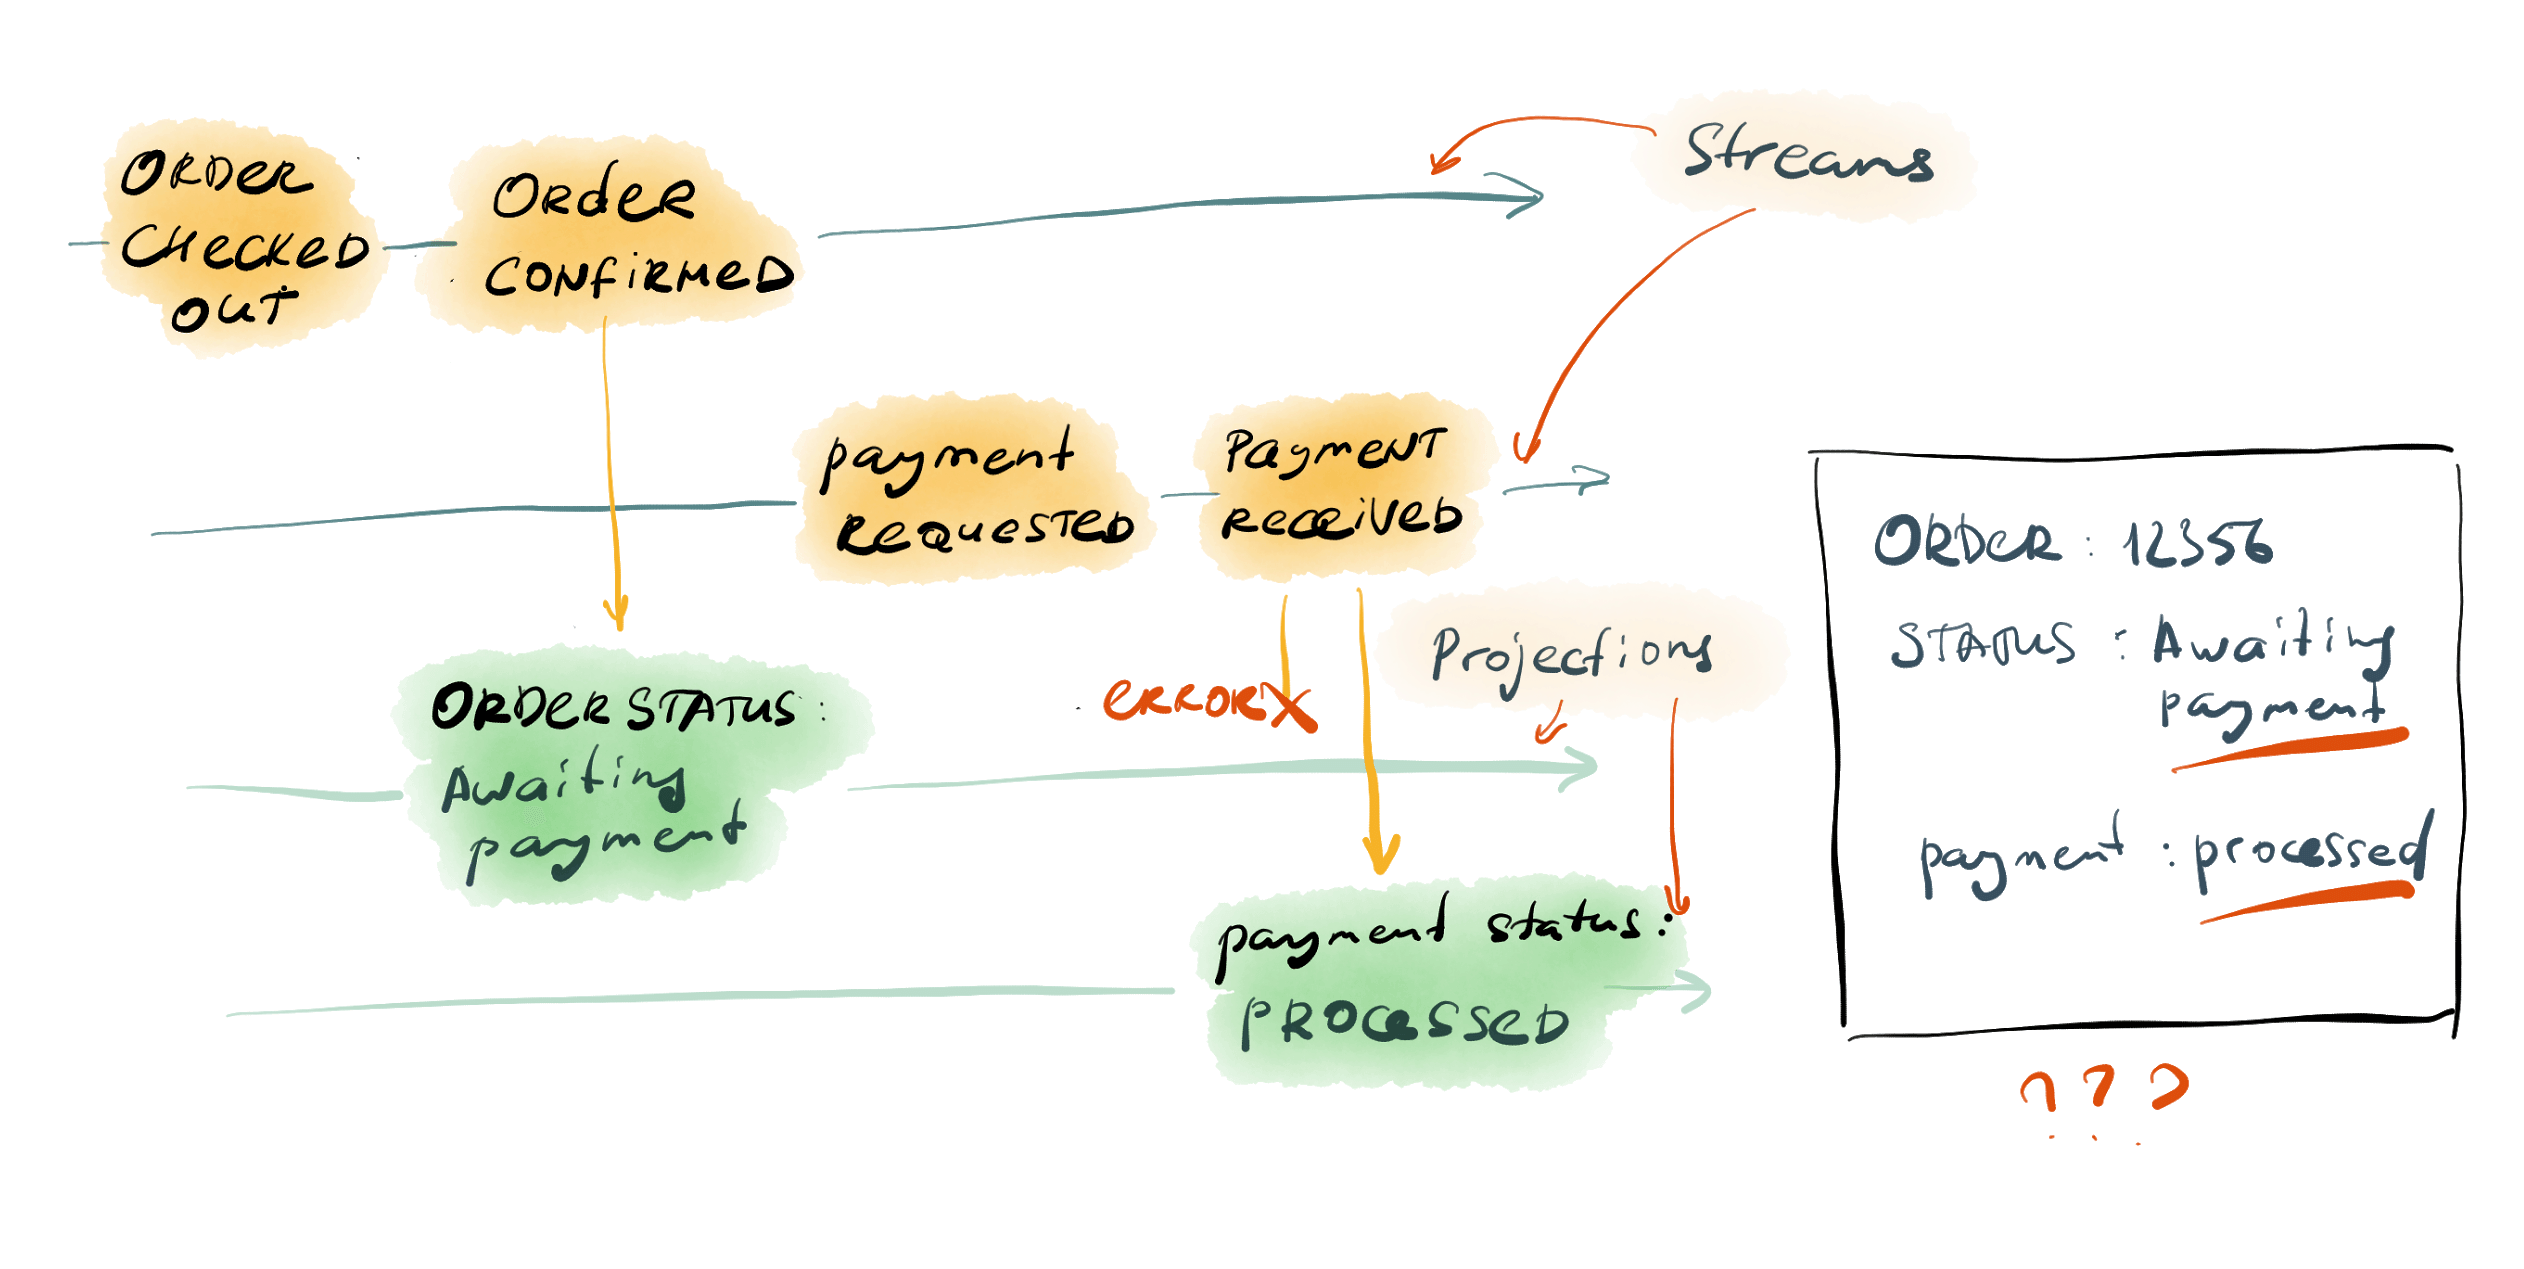 ORDER
CHECKED
OUT
Order
CONFIRMED
Streams
payment
REQUESTED
PAYMENT
RECEIVED
Projections
ERROR
ORDER STATUS:
Awaiting
payment
payment status:
PROCESSED
ORDER : 12356
STATUS : Awaiting
payment
payment : processed
???